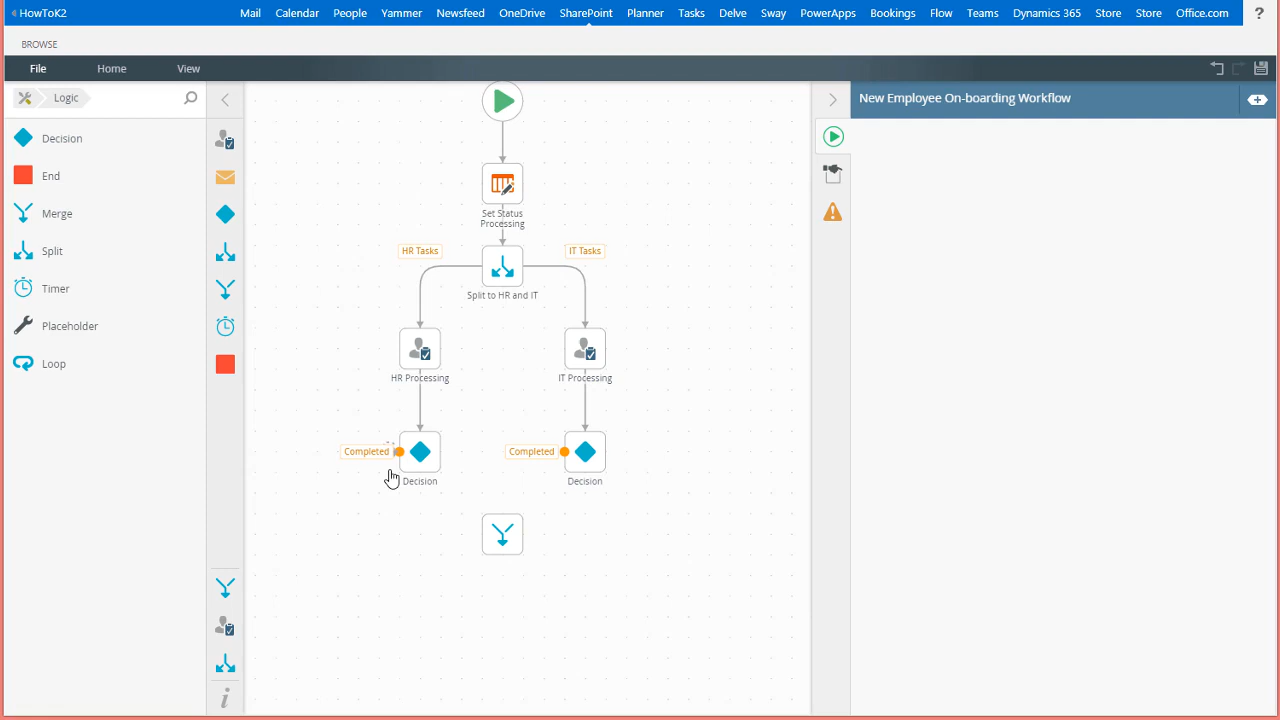 HowToK2
Mail Calendar People Yammer Newsfeed OneDrive SharePoint Planner Tasks Delve Sway PowerApps Bookings Flow Teams Dynamics 365 Store Store Office.com ?
BROWSE
File Home View
Logic
New Employee On-boarding Workflow
Decision
End
Merge
Split
Timer
Placeholder
Loop
Set Status
Processing
HR Tasks
IT Tasks
Split to HR and IT
HR Processing
IT Processing
Completed
Completed
Decision
Decision